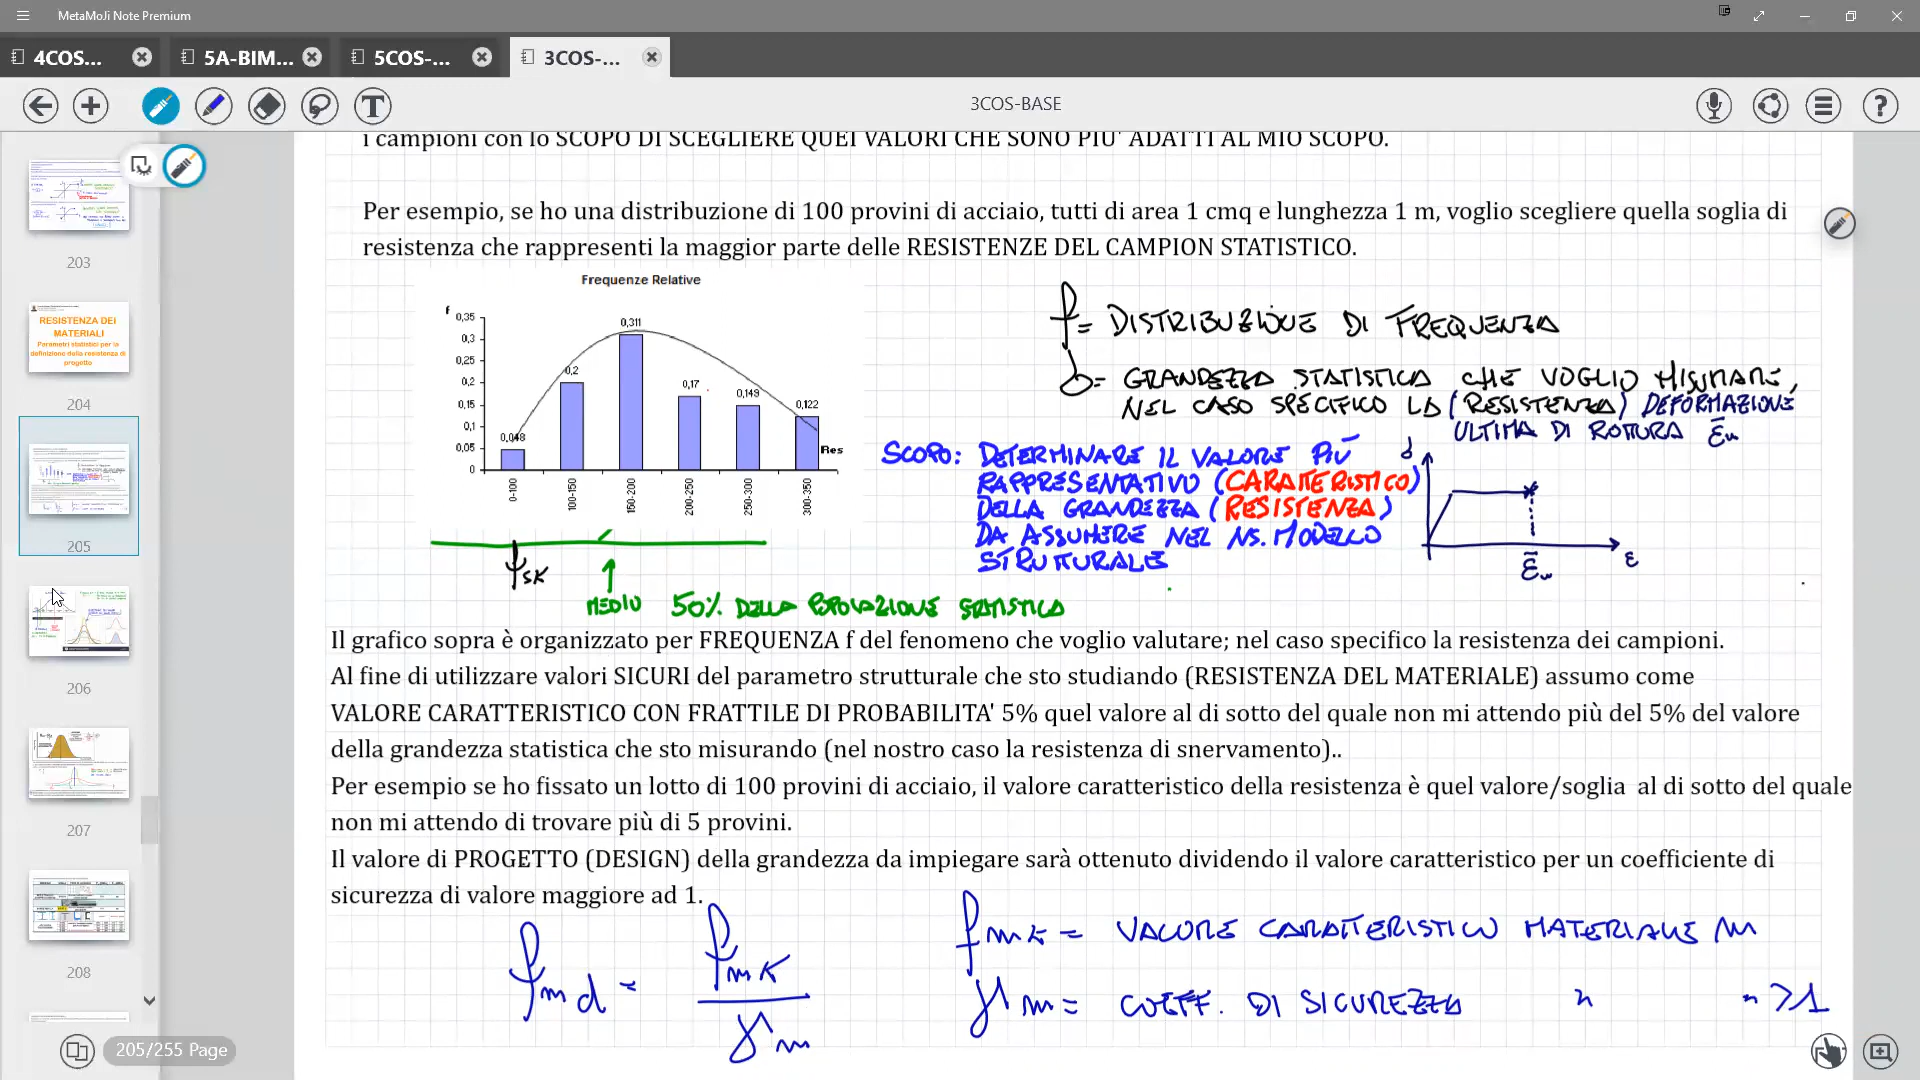 MetaMoJi Note Premium
4COS...
5A-BIM...
5COS-...
3COS-...
3COS-BASE
i campioni con lo SCOPO DI SCEGLIERE QUEI VALORI CHE SONO PIU' ADATTI AL MIO SCOPO.
Per esempio, se ho una distribuzione di 100 provini di acciaio, tutti di area 1 cmq e lunghezza 1 m, voglio scegliere quella soglia di
resistenza che rappresenti la maggior parte delle RESISTENZE DEL CAMPION STATISTICO.
Frequenze Relative
f
0,35
0,3
0,25
0,2
0,15
0,1
0,05
0
0,048
0,2
0,311
0,17
0,149
0,122
Res
0-100
100-150
150-200
200-250
250-300
300-350
f = DISTRIBUZIONE DI FREQUENZA
= GRANDEZZA STATISTICA CHE VOGLIO MISURARE,
NEL CASO SPECIFICO LA (RESISTENZA) DEFORMAZIONE
ULTIMA DI ROTTURA εu
SCOPO: DETERMINARE IL VALORE PIÙ
RAPPRESENTATIVO (CARATTERISTICO)
DELLA GRANDEZZA (RESISTENZA)
DA ASSUMERE NEL NS. MODELLO
STRUTTURALE
εu
ε
MEDIO 50% DELLA POPOLAZIONE STATISTICA
Il grafico sopra è organizzato per FREQUENZA f del fenomeno che voglio valutare; nel caso specifico la resistenza dei campioni.
Al fine di utilizzare valori SICURI del parametro strutturale che sto studiando (RESISTENZA DEL MATERIALE) assumo come
VALORE CARATTERISTICO CON FRATTILE DI PROBABILITA' 5% quel valore al di sotto del quale non mi attendo più del 5% del valore
della grandezza statistica che sto misurando (nel nostro caso la resistenza di snervamento)..
Per esempio se ho fissato un lotto di 100 provini di acciaio, il valore caratteristico della resistenza è quel valore/soglia al di sotto del quale
non mi attendo di trovare più di 5 provini.
Il valore di PROGETTO (DESIGN) della grandezza da impiegare sarà ottenuto dividendo il valore caratteristico per un coefficiente di
sicurezza di valore maggiore ad 1.
fmd = fmk / γm
fmk = VALORE CARATTERISTICO MATERIALE m
γm = COEFF. DI SICUREZZA " " >1
203
RESISTENZA DEI
MATERIALI
Parametri statistici per la
definizione della resistenza di
progetto
204
205
206
207
208
205/255 Page